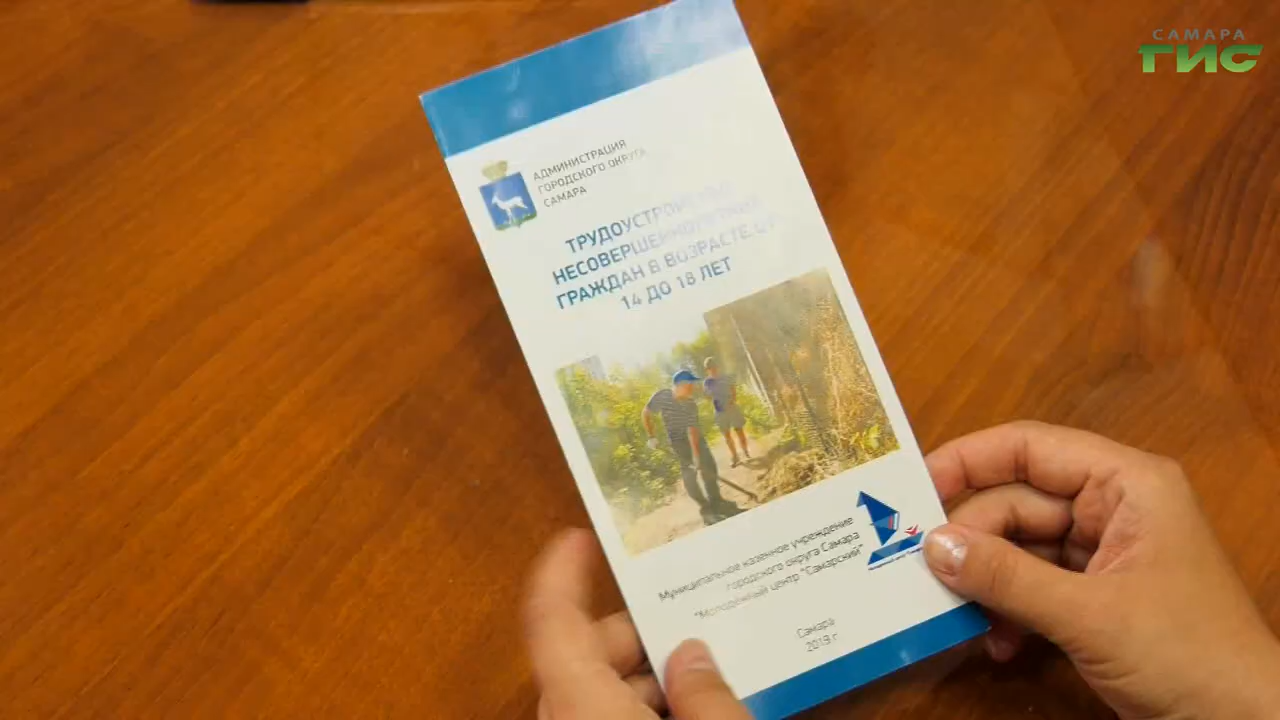 САМАРА
ГИС
АДМИНИСТРАЦИЯ
ГОРОДСКОГО ОКРУГА
САМАРА
ТРУДОУСТРОЙСТВО
НЕСОВЕРШЕННОЛЕТНИХ
ГРАЖДАН В ВОЗРАСТЕ ОТ
14 ДО 18 ЛЕТ
Муниципальное казенное учреждение
городского округа Самара
"Молодёжный центр "Самарский"
Самара
2019 г.